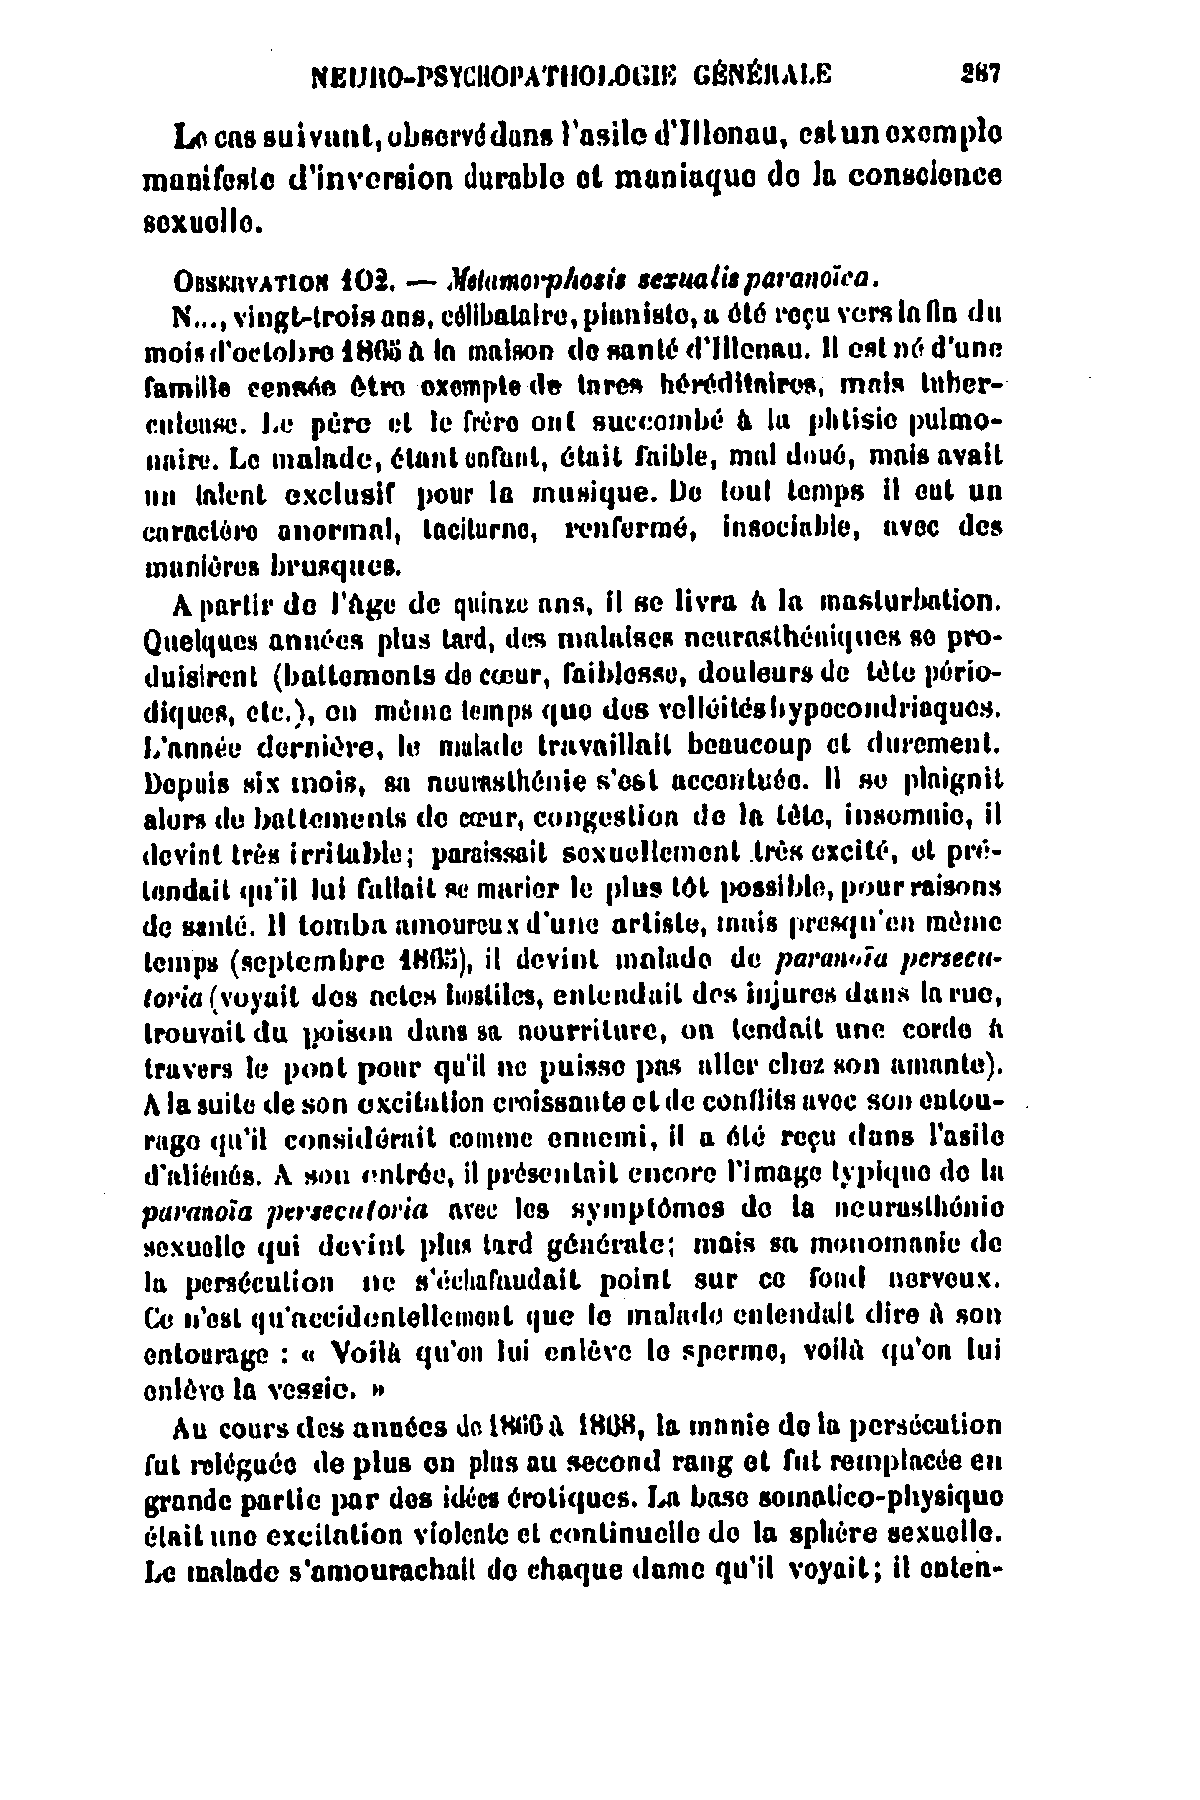 NEURO-PSYCHOPATHOLOGIE GÉNÉRALE 287
Le cas suivant, observé dans l'asile d'Illenau, est un exemple
manifeste d'inversion durable et maniaque de la conscience
sexuelle.
OBSERVATION 102. — Metamorphosis sexualis paranoïca.
N..., vingt-trois ans, célibataire, pianiste, a été reçu vers la fin du
mois d'octobre 1865 à la maison de santé d'Illenau. Il est né d'une
famille censée être exempte de tares héréditaires, mais tuber-
culeuse. Le père et le frère ont succombé à la phtisie pulmo-
naire. Le malade, étant enfant, était faible, mal doué, mais avait
un talent exclusif pour la musique. De tout temps il eut un
caractère anormal, taciturne, renfermé, insociable, avec des
manières brusques.
A partir de l'âge de quinze ans, il se livra à la masturbation.
Quelques années plus tard, des malaises neurasthéniques se pro-
duisirent (battements de cœur, faiblesse, douleurs de tête pério-
diques, etc.), en même temps que des velléités hypocondriaques.
L'année dernière, le malade travaillait beaucoup et durement.
Depuis six mois, sa neurasthénie s'est accentuée. Il se plaignit
alors de battements de cœur, congestion de la tête, insomnie, il
devint très irritable; paraissait sexuellement très excité, et pré-
tendait qu'il lui fallait se marier le plus tôt possible, pour raisons
de santé. Il tomba amoureux d'une artiste, mais presqu'en même
temps (septembre 1865), il devint malade de paranoïa persecu-
toria (voyait des actes hostiles, entendait des injures dans la rue,
trouvait du poison dans sa nourriture, on tendait une corde à
travers le pont pour qu'il ne puisse pas aller chez son amante).
A la suite de son excitation croissante et de conflits avec son entou-
rage qu'il considérait comme ennemi, il a été reçu dans l'asile
d'aliénés. A son entrée, il présentait encore l'image typique de la
paranoïa persecutoria avec les symptômes de la neurasthénie
sexuelle qui devint plus tard générale; mais sa monomanie de
la persécution ne s'échafaudait point sur ce fond nerveux.
Ce n'est qu'accidentellement que le malade entendait dire à son
entourage : « Voilà qu'on lui enlève le sperme, voilà qu'on lui
enlève la vessie. »
Au cours des années de 1866 à 1868, la manie de la persécution
fut reléguée de plus en plus au second rang et fut remplacée en
grande partie par des idées érotiques. La base somatico-physique
était une excitation violente et continuelle de la sphère sexuelle.
Le malade s'amourachait de chaque dame qu'il voyait; il enten-